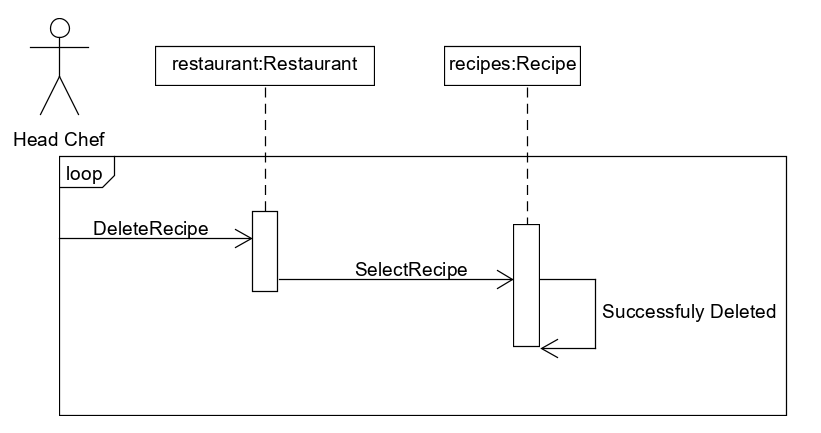 restaurant:Restaurant
recipes:Recipe
Head Chef
loop
DeleteRecipe
SelectRecipe
Successfuly Deleted